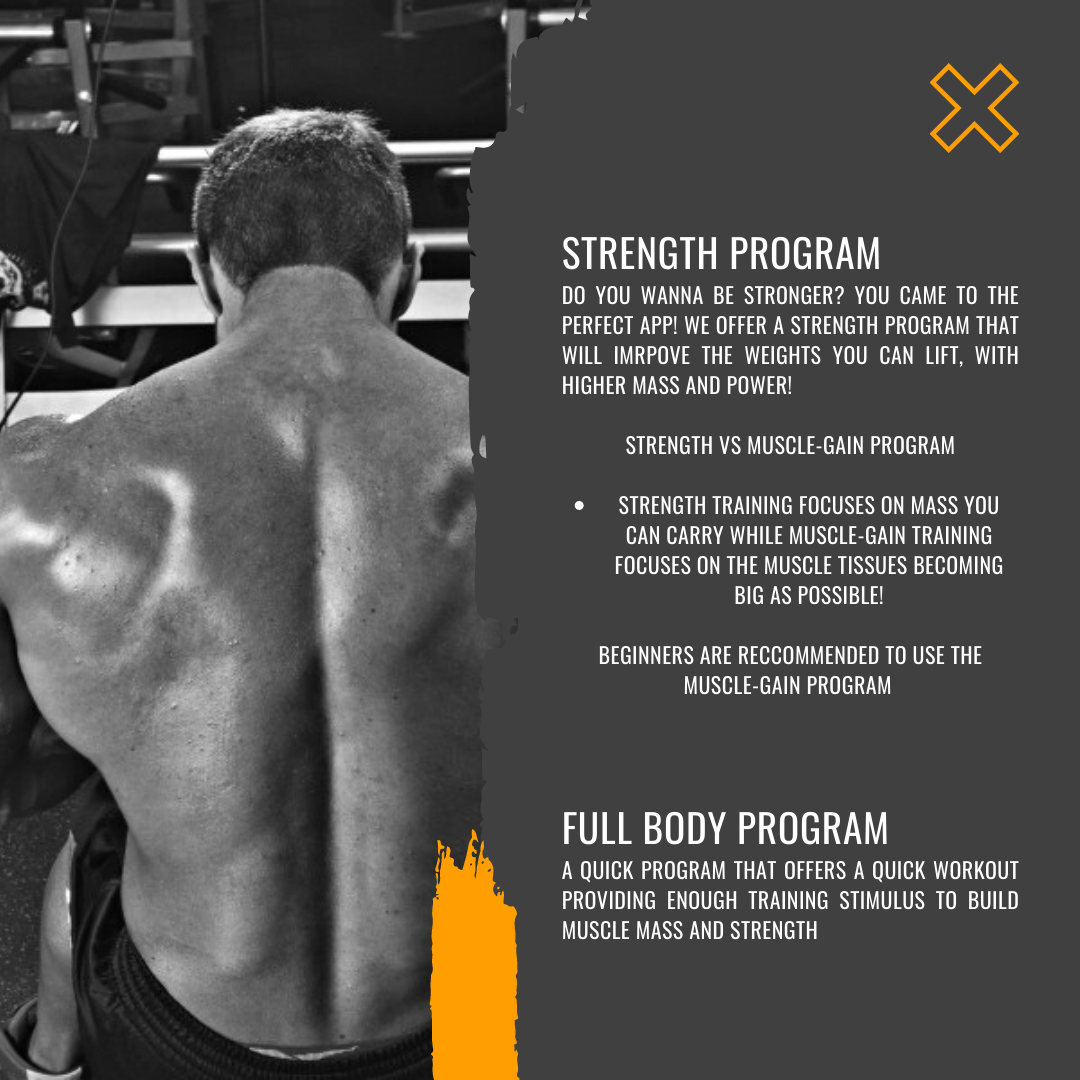 STRENGTH PROGRAM
DO YOU WANNA BE STRONGER? YOU CAME TO THE
PERFECT APP! WE OFFER A STRENGTH PROGRAM THAT
WILL IMRPOVE THE WEIGHTS YOU CAN LIFT, WITH
HIGHER MASS AND POWER!
STRENGTH VS MUSCLE-GAIN PROGRAM
• STRENGTH TRAINING FOCUSES ON MASS YOU
CAN CARRY WHILE MUSCLE-GAIN TRAINING
FOCUSES ON THE MUSCLE TISSUES BECOMING
BIG AS POSSIBLE!
BEGINNERS ARE RECCOMMENDED TO USE THE
MUSCLE-GAIN PROGRAM
FULL BODY PROGRAM
A QUICK PROGRAM THAT OFFERS A QUICK WORKOUT
PROVIDING ENOUGH TRAINING STIMULUS TO BUILD
MUSCLE MASS AND STRENGTH